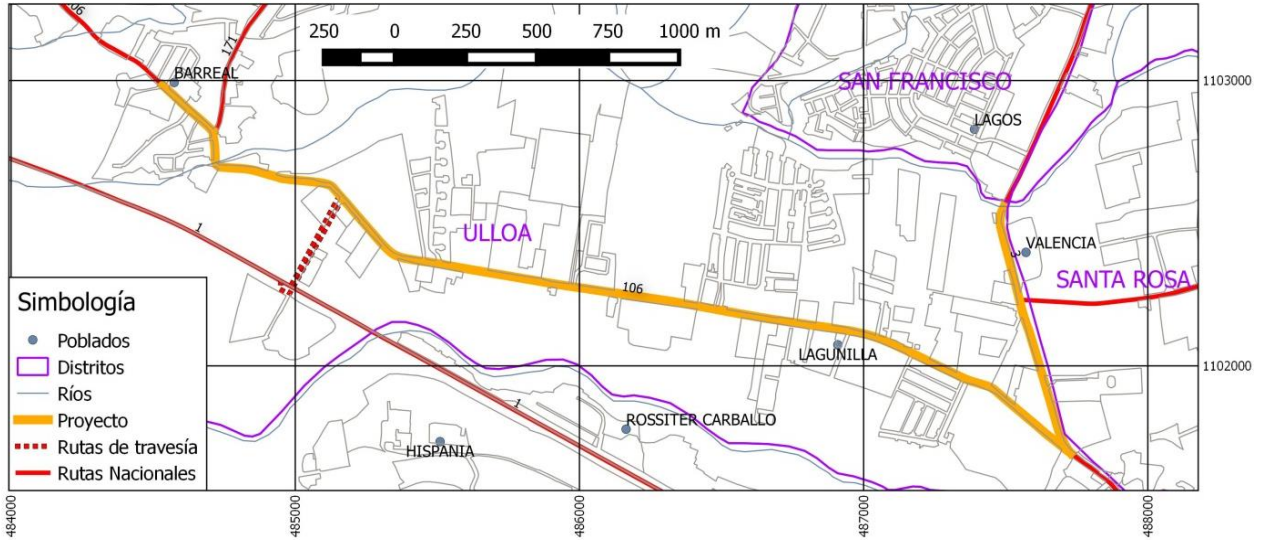 250 0 250 500 750 1000 m
06
171
BARREAL
SAN FRANCISCO
1103000
LAGOS
1
ULLOA
VALENCIA
3
SANTA ROSA
106
LAGUNILLA
1102000
Simbología
Poblados
Distritos
Ríos
Proyecto
Rutas de travesía
Rutas Nacionales
1
ROSSITER CARBALLO
HISPANIA
484000
485000
486000
487000
488000